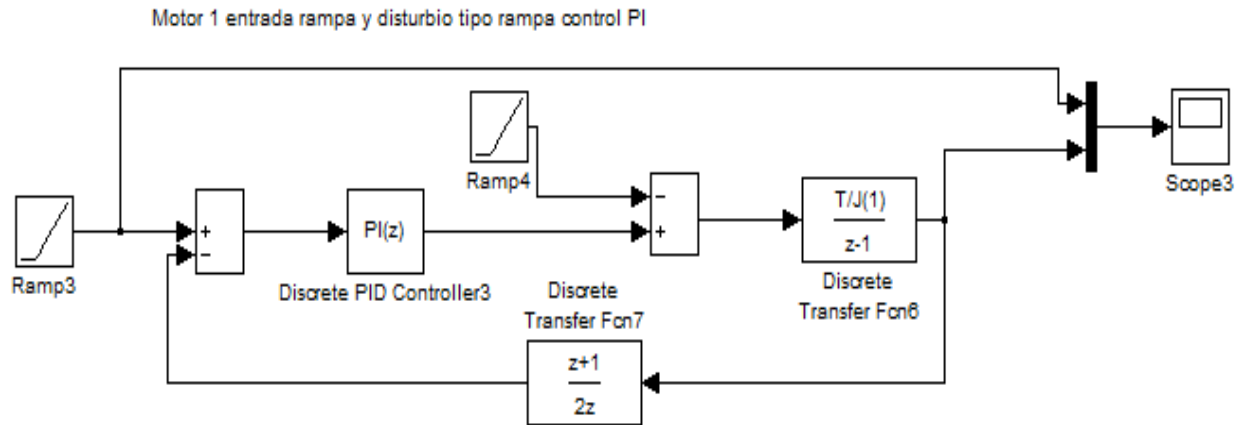 Motor 1 entrada rampa y disturbio tipo rampa control PI
Ramp4
Scope3
Ramp3
+
−
PI(z)
Discrete PID Controller3
−
+
T/J(1)
z-1
Discrete
Transfer Fcn6
Discrete
Transfer Fcn7
z+1
2z